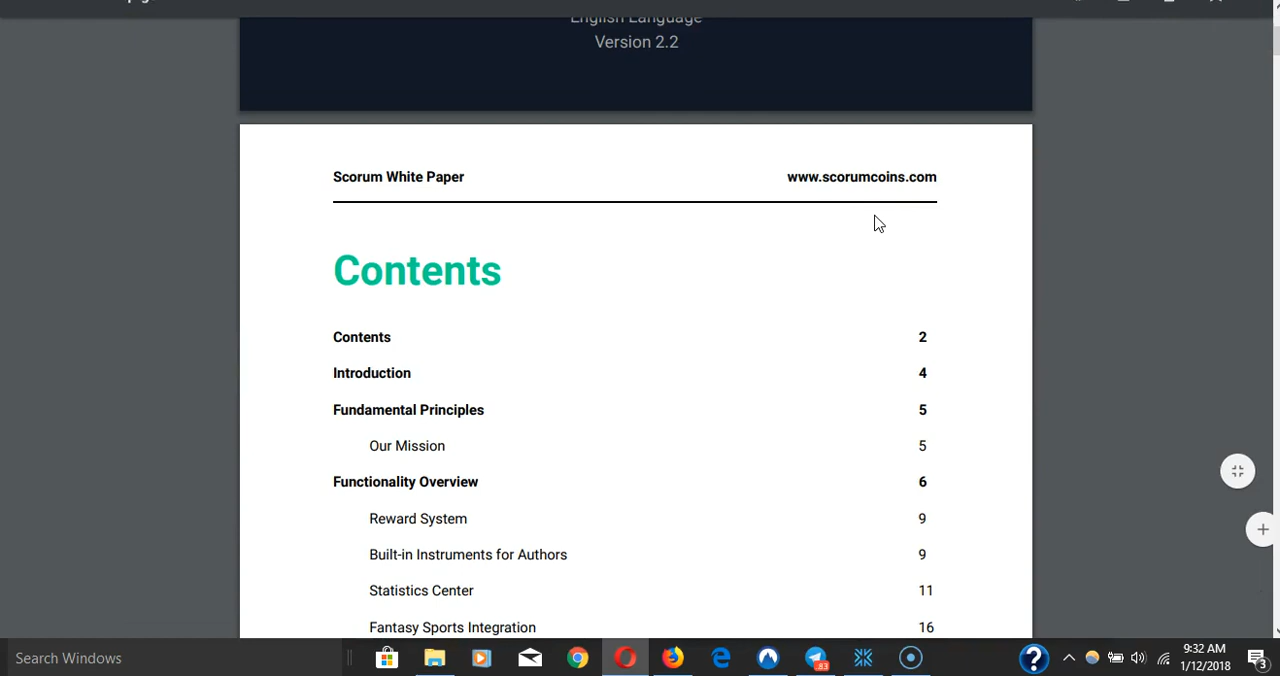 English Language
Version 2.2
Scorum White Paper www.scorumcoins.com
Contents
Contents 2
Introduction 4
Fundamental Principles 5
Our Mission 5
Functionality Overview 6
Reward System 9
Built-in Instruments for Authors 9
Statistics Center 11
Fantasy Sports Integration 16
Search Windows
83
9:32 AM
1/12/2018
3